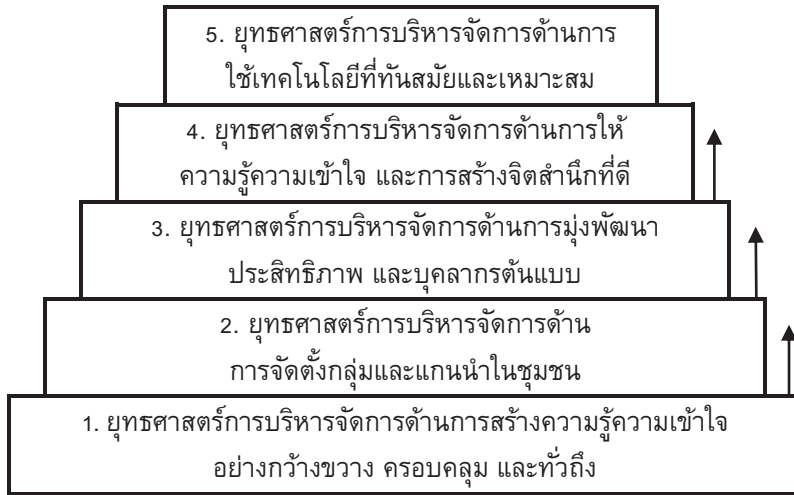 5. ยุทธศาสตร์การบริหารจัดการด้านการ
ใช้เทคโนโลยีที่ทันสมัยและเหมาะสม
4. ยุทธศาสตร์การบริหารจัดการด้านการให้
ความรู้ความเข้าใจ และการสร้างจิตสำนึกที่ดี
3. ยุทธศาสตร์การบริหารจัดการด้านการมุ่งพัฒนา
ประสิทธิภาพ และบุคลากรต้นแบบ
2. ยุทธศาสตร์การบริหารจัดการด้าน
การจัดตั้งกลุ่มและแกนนำในชุมชน
1. ยุทธศาสตร์การบริหารจัดการด้านการสร้างความรู้ความเข้าใจ
อย่างกว้างขวาง ครอบคลุม และทั่วถึง